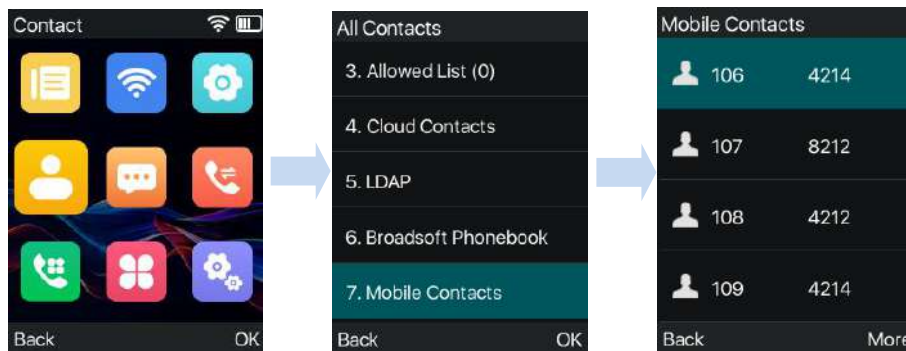 Contact
Back OK
All Contacts
3. Allowed List (0)
4. Cloud Contacts
5. LDAP
6. Broadsoft Phonebook
7. Mobile Contacts
Back OK
Mobile Contacts
106 4214
107 8212
108 4212
109 4214
Back More